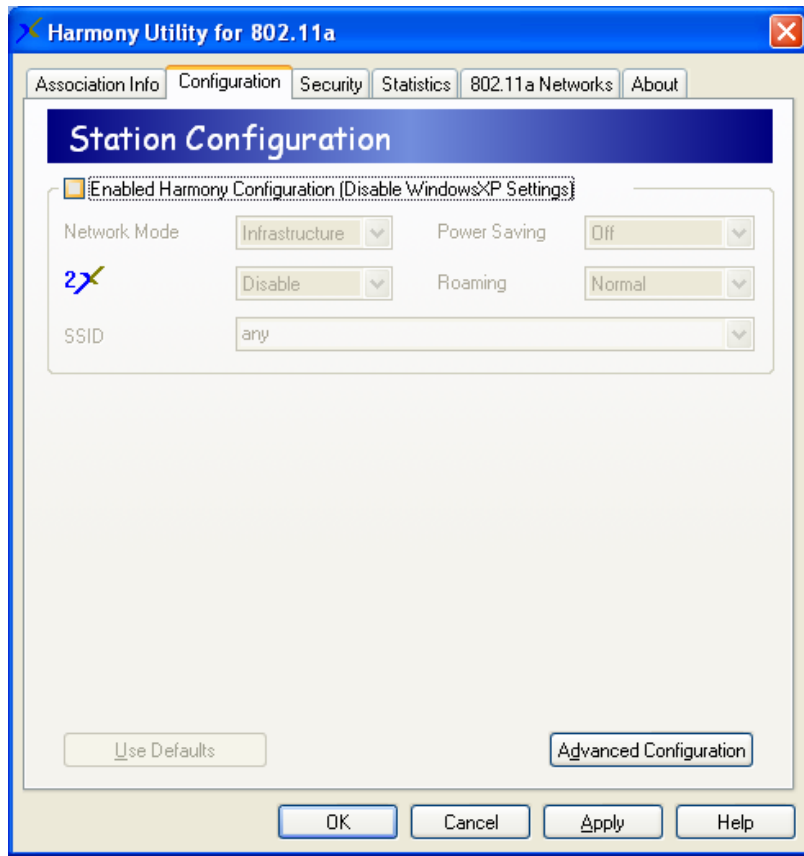 Harmony Utility for 802.11a
Association Info Configuration Security Statistics 802.11a Networks About
Station Configuration
Enabled Harmony Configuration (Disable WindowsXP Settings)
Network Mode Infrastructure Power Saving Off
2X Disable Roaming Normal
SSID any
Use Defaults Advanced Configuration
OK Cancel Apply Help